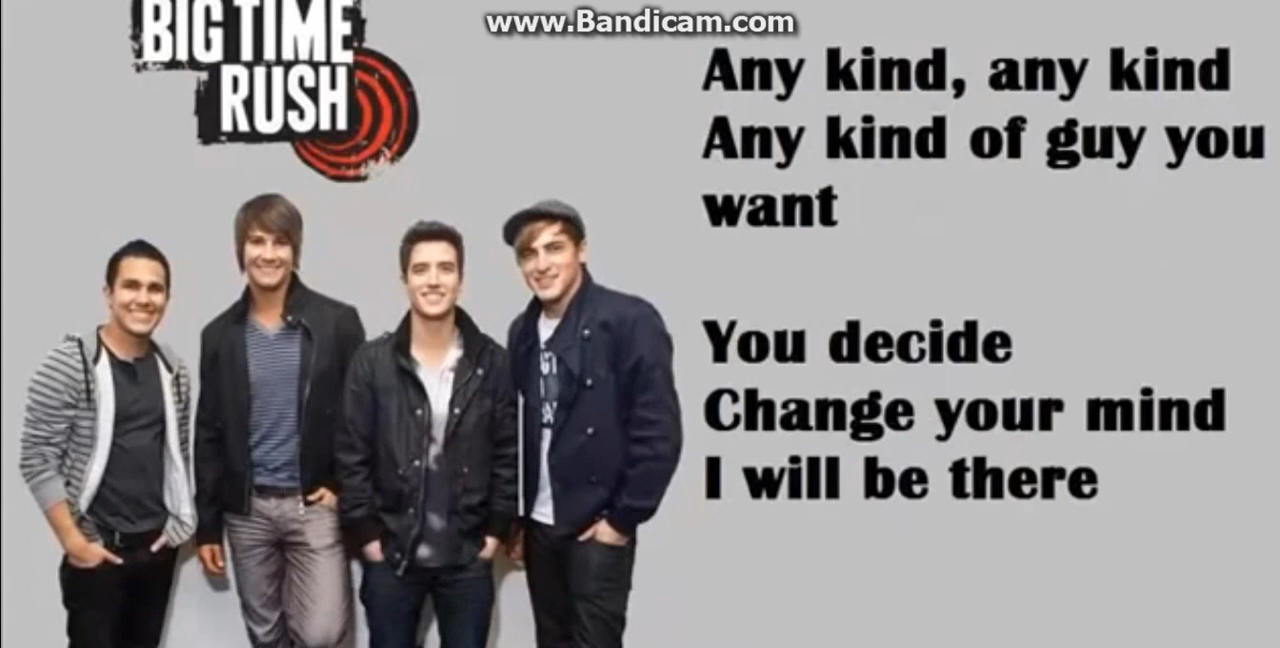 www.Bandicam.com
BIG TIME
RUSH
Any kind, any kind
Any kind of guy you
want
You decide
Change your mind
I will be there